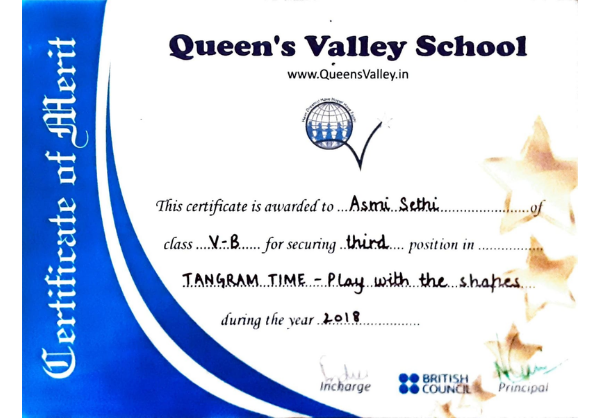 Certificate of Merit
Queen's Valley School
www.QueensValley.in
This certificate is awarded to ...Asmi Sethi......................of
class ....V-B...... for securing ..third.... position in ................
TANGRAM TIME - Play with the shapes
during the year ..2018...............
Incharge
BRITISH
COUNCIL
Principal